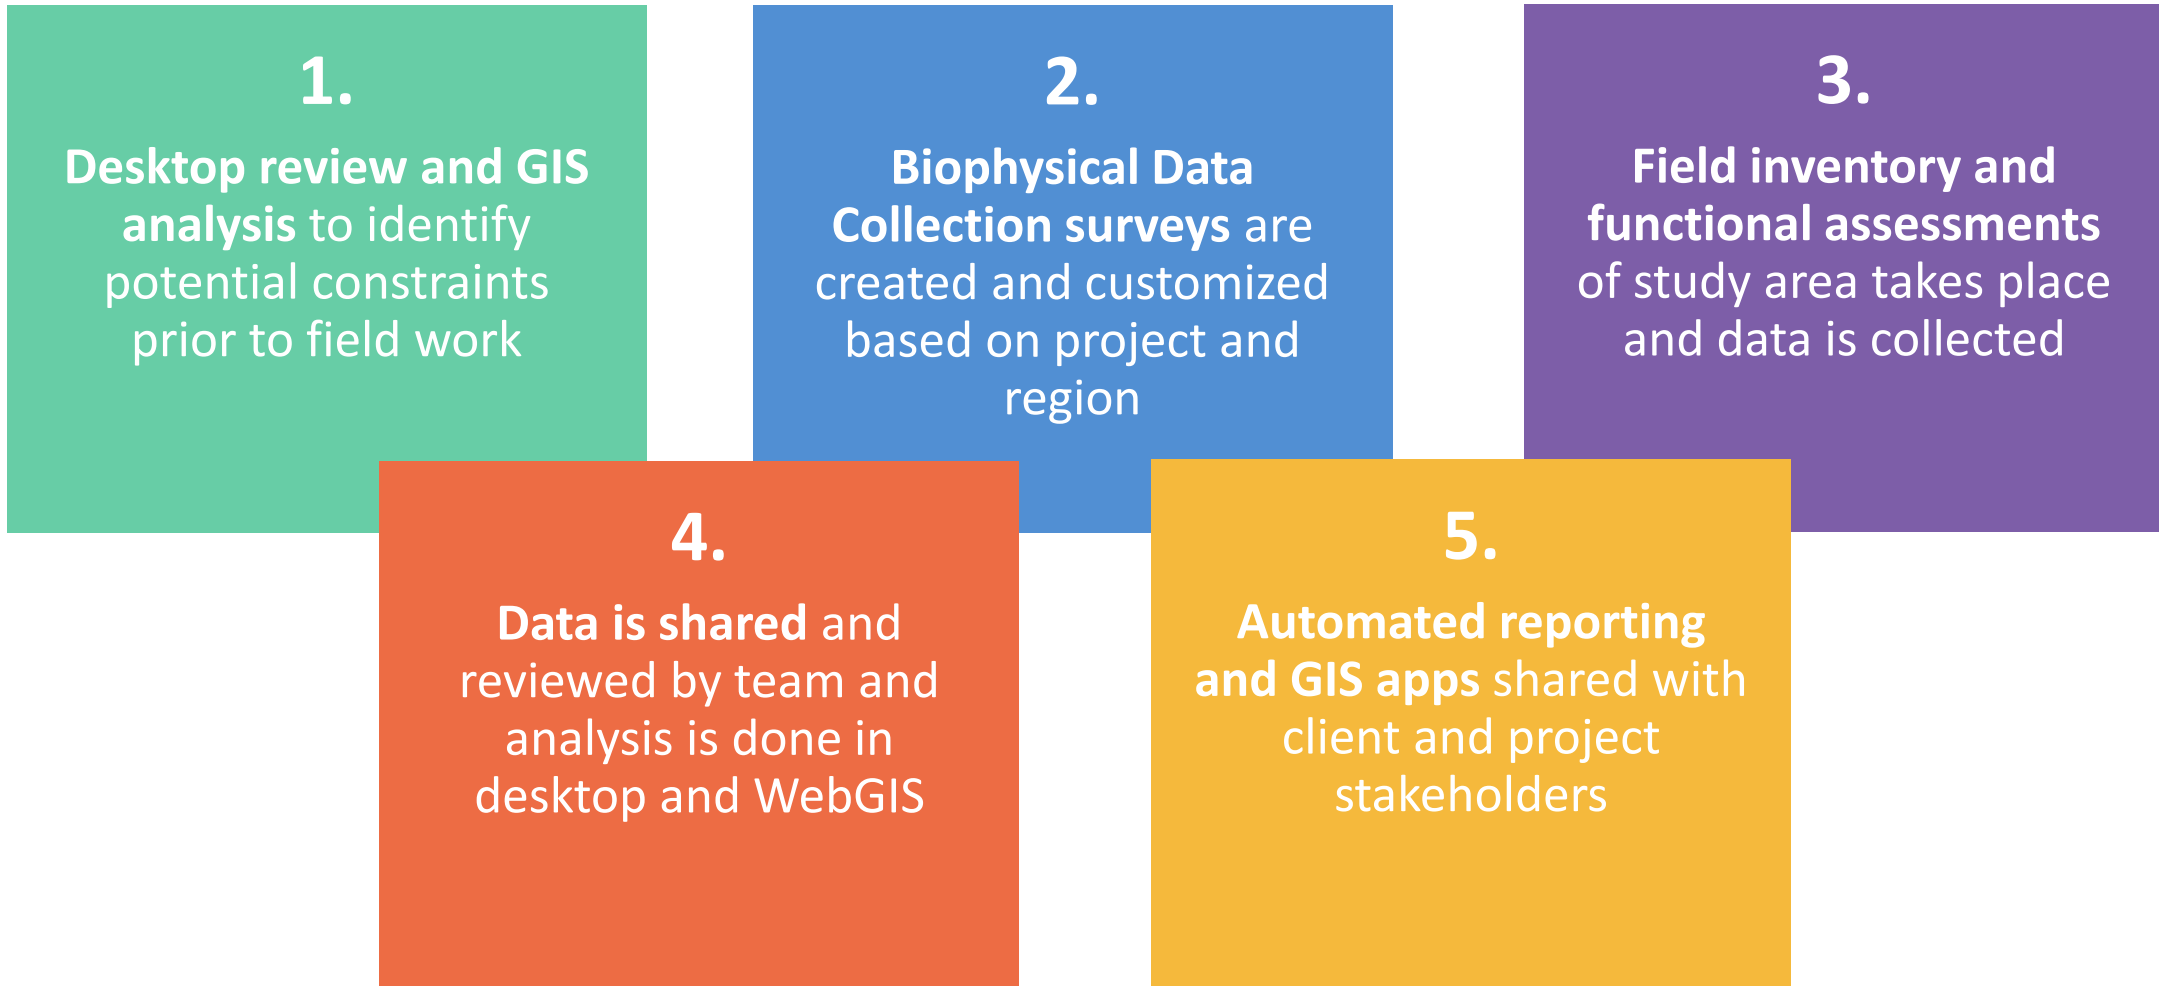 1.
Desktop review and GIS
analysis to identify
potential constraints
prior to field work
2.
Biophysical Data
Collection surveys are
created and customized
based on project and
region
3.
Field inventory and
functional assessments
of study area takes place
and data is collected
4.
Data is shared and
reviewed by team and
analysis is done in
desktop and WebGIS
5.
Automated reporting
and GIS apps shared with
client and project
stakeholders